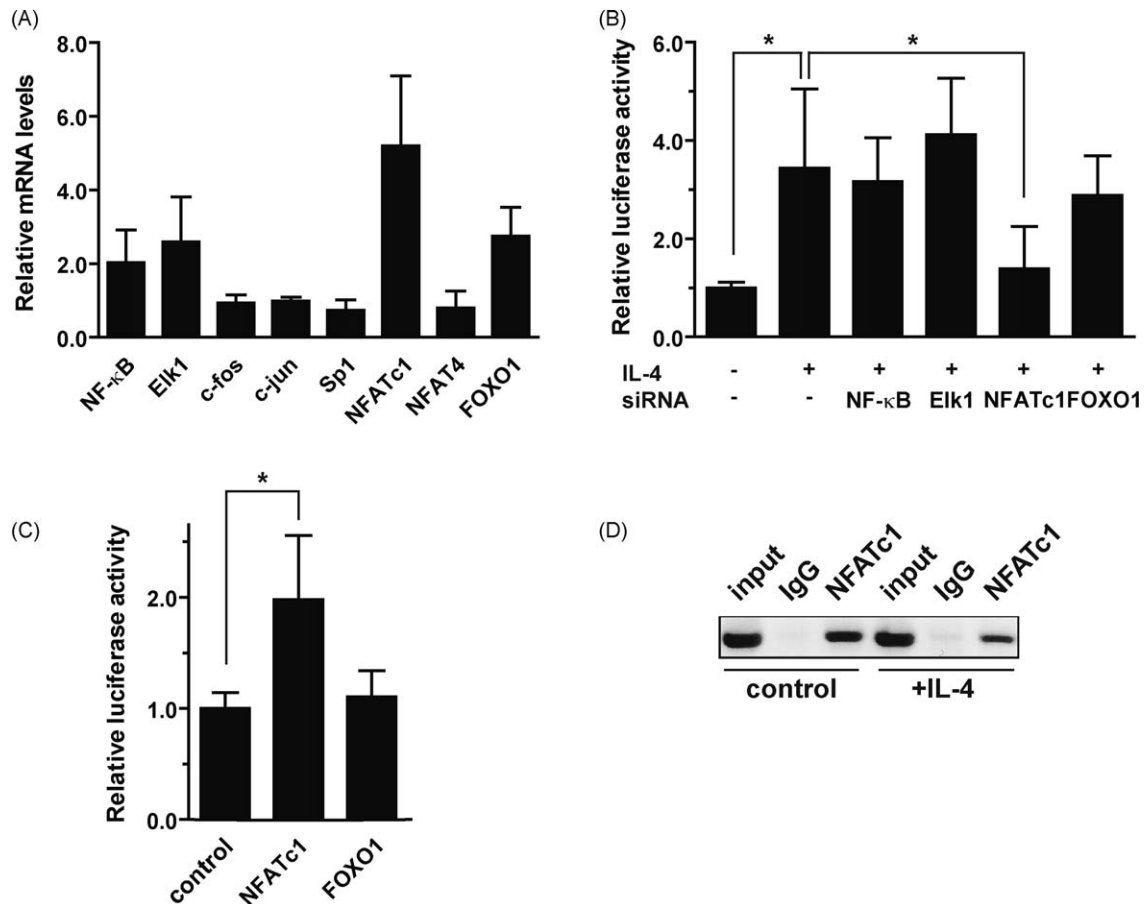 (A)
Relative mRNA levels
8.0
6.0
4.0
2.0
0.0
NF-κB Elk1 c-fos c-jun Sp1 NFATc1 NFAT4 FOXO1
(B)
Relative luciferase activity
6.0
4.0
2.0
0.0
* *
IL-4 - + + + + +
siRNA - - NF-κB Elk1 NFATc1 FOXO1
(C)
Relative luciferase activity
2.0
1.0
0.0
*
control NFATc1 FOXO1
(D)
input IgG NFATc1 input IgG NFATc1
control +IL-4